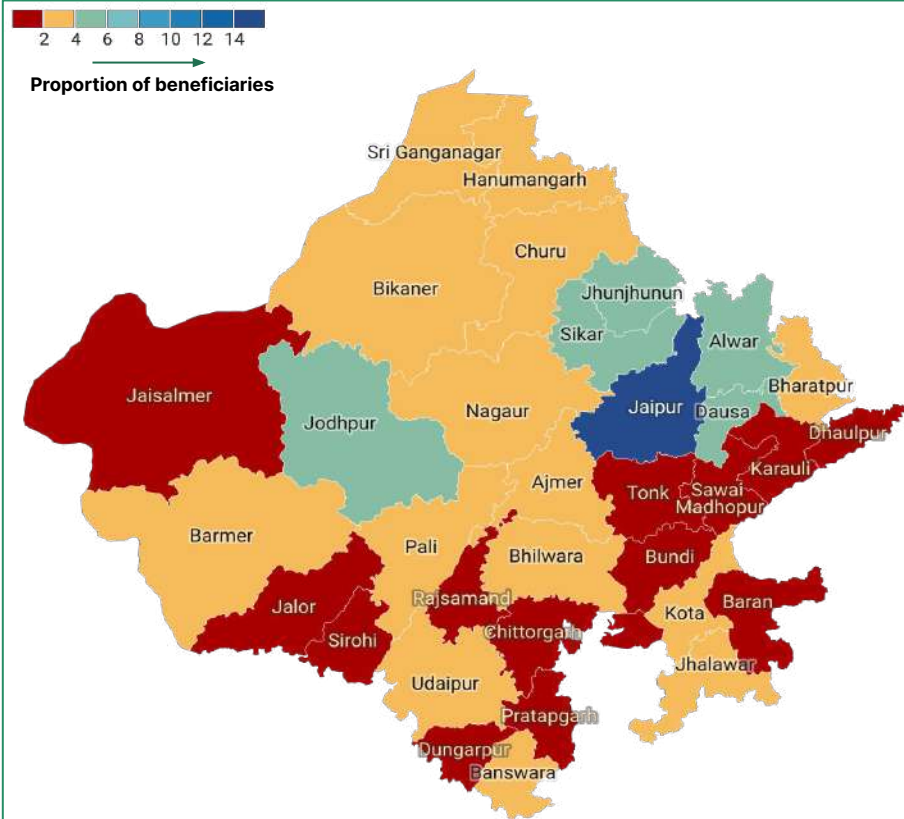 2 4 6 8 10 12 14
Proportion of beneficiaries
Sri Ganganagar
Hanumangarh
Churu
Bikaner
Jhunjhunun
Sikar
Alwar
Jaisalmer
Bharatpur
Nagaur
Jaipur
Dausa
Jodhpur
Dhaulpur
Karauli
Ajmer
Tonk
Sawai
Madhopur
Barmer
Pali
Bhilwara
Bundi
Rajsamand
Baran
Jalor
Kota
Sirohi
Chittorgarh
Jhalawar
Udaipur
Pratapgarh
Dungarpur
Banswara